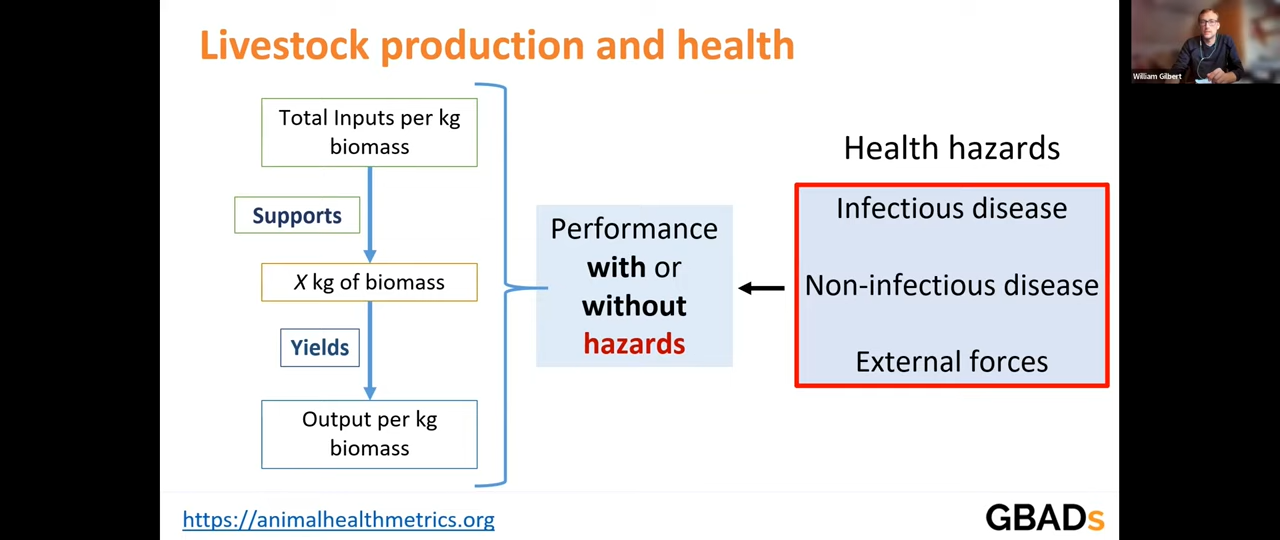 Livestock production and health
Total Inputs per kg
biomass
Supports
X kg of biomass
Yields
Output per kg
biomass
Performance
with or
without
hazards
Health hazards
Infectious disease
Non-infectious disease
External forces
https://animalhealthmetrics.org
GBADs
William Gilbert